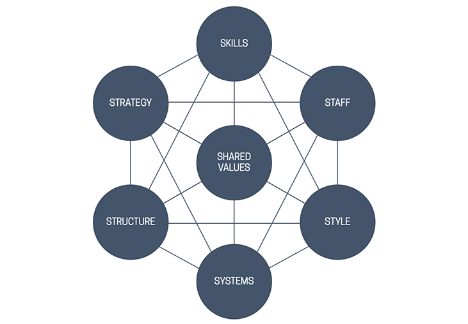 SKILLS
STRATEGY
STAFF
SHARED
VALUES
STRUCTURE
STYLE
SYSTEMS